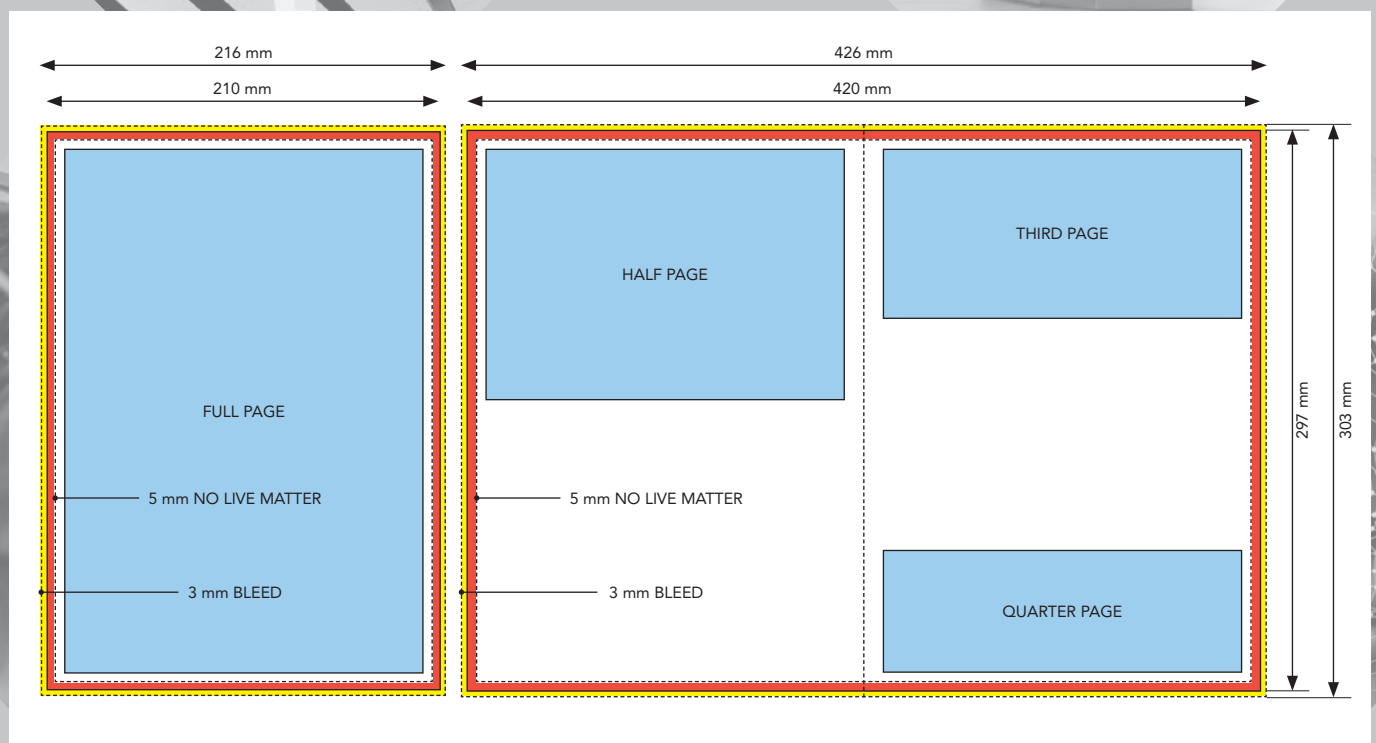 216 mm
426 mm
210 mm
420 mm
FULL PAGE
5 mm NO LIVE MATTER
3 mm BLEED
HALF PAGE
5 mm NO LIVE MATTER
3 mm BLEED
THIRD PAGE
QUARTER PAGE
297 mm
303 mm